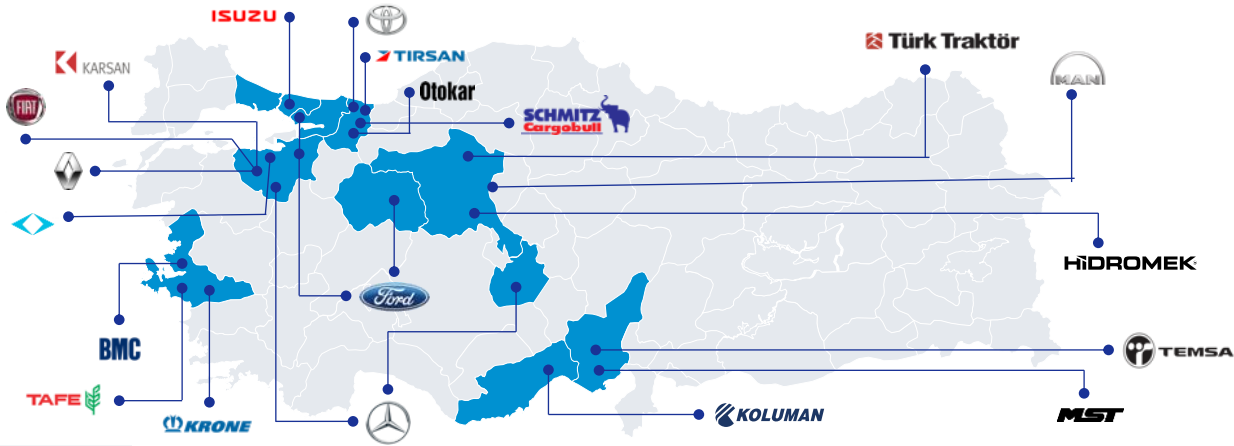 ISUZU
TIRSAN
Türk Traktör
KARSAN
MAN
Otokar
FIAT
SCHMITZ
Cargobull
HİDROMEK
Ford
BMC
TEMSA
TAFE
KRONE
KOLUMAN
MST